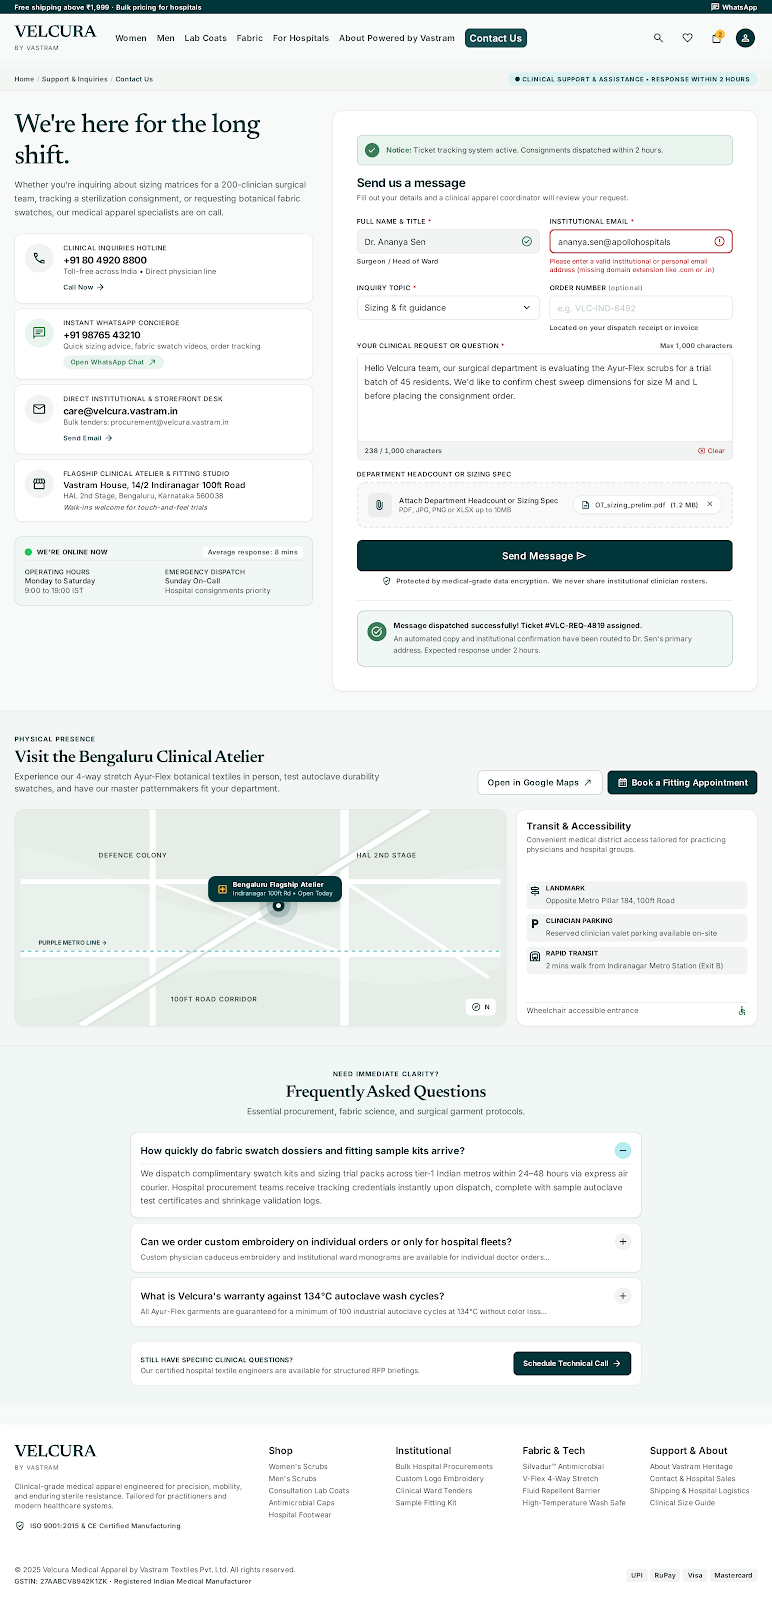 Free shipping above ₹1,999 · Bulk pricing for hospitals
WhatsApp
VELCURA
BY VASTRAM
Women
Men
Lab Coats
Fabric
For Hospitals
About Powered by Vastram
Contact Us
2
Home / Support & Inquiries / Contact Us
CLINICAL SUPPORT & ASSISTANCE • RESPONSE WITHIN 2 HOURS
We're here for the long
shift.
Whether you're inquiring about sizing matrices for a 200-clinician surgical
team, tracking a sterilization consignment, or requesting botanical fabric
swatches, our medical apparel specialists are on call.
CLINICAL INQUIRIES HOTLINE
+91 80 4920 8800
Toll-free across India • Direct physician line
Call Now →
INSTANT WHATSAPP CONCIERGE
+91 98765 43210
Quick sizing advice, fabric swatch videos, order tracking
Open WhatsApp Chat ↗
DIRECT INSTITUTIONAL & STOREFRONT DESK
care@velcura.vastram.in
Bulk tenders: procurement@velcura.vastram.in
Send Email →
FLAGSHIP CLINICAL ATELIER & FITTING STUDIO
Vastram House, 14/2 Indiranagar 100ft Road
HAL 2nd Stage, Bengaluru, Karnataka 560038
Walk-ins welcome for touch-and-feel trials
WE'RE ONLINE NOW
Average response: 8 mins
OPERATING HOURS
Monday to Saturday
9:00 to 19:00 IST
EMERGENCY DISPATCH
Sunday On-Call
Hospital consignments priority
Notice: Ticket tracking system active. Consignments dispatched within 2 hours.
Send us a message
Fill out your details and a clinical apparel coordinator will review your request.
FULL NAME & TITLE *
Dr. Ananya Sen
Surgeon / Head of Ward
INSTITUTIONAL EMAIL *
ananya.sen@apollohospitals
Please enter a valid institutional or personal email
address (missing domain extension like .com or .in)
INQUIRY TOPIC *
Sizing & fit guidance
ORDER NUMBER (optional)
e.g. VLC-IND-8492
Located on your dispatch receipt or invoice
YOUR CLINICAL REQUEST OR QUESTION *
Max 1,000 characters
Hello Velcura team, our surgical department is evaluating the Ayur-Flex scrubs for a trial
batch of 45 residents. We'd like to confirm chest sweep dimensions for size M and L
before placing the consignment order.
238 / 1,000 characters
Clear
DEPARTMENT HEADCOUNT OR SIZING SPEC
Attach Department Headcount or Sizing Spec
PDF, JPG, PNG or XLSX up to 10MB
OT_sizing_prelim.pdf (1.2 MB) ×
Send Message
Protected by medical-grade data encryption. We never share institutional clinician rosters.
Message dispatched successfully! Ticket #VLC-REQ-4819 assigned.
An automated copy and institutional confirmation have been routed to Dr. Sen's primary
address. Expected response under 2 hours.
PHYSICAL PRESENCE
Visit the Bengaluru Clinical Atelier
Experience our 4-way stretch Ayur-Flex botanical textiles in person, test autoclave durability
swatches, and have our master patternmakers fit your department.
Open in Google Maps ↗
Book a Fitting Appointment
DEFENCE COLONY
HAL 2ND STAGE
Bengaluru Flagship Atelier
Indiranagar 100ft Rd • Open Today
PURPLE METRO LINE →
100FT ROAD CORRIDOR
N
Transit & Accessibility
Convenient medical district access tailored for practicing
physicians and hospital groups.
LANDMARK
Opposite Metro Pillar 184, 100ft Road
P
CLINICIAN PARKING
Reserved clinician valet parking available on-site
RAPID TRANSIT
2 mins walk from Indiranagar Metro Station (Exit B)
Wheelchair accessible entrance
NEED IMMEDIATE CLARITY?
Frequently Asked Questions
Essential procurement, fabric science, and surgical garment protocols.
How quickly do fabric swatch dossiers and fitting sample kits arrive?
We dispatch complimentary swatch kits and sizing trial packs across tier-1 Indian metros within 24–48 hours via express air
courier. Hospital procurement teams receive tracking credentials instantly upon dispatch, complete with sample autoclave
test certificates and shrinkage validation logs.
Can we order custom embroidery on individual orders or only for hospital fleets?
Custom physician caduceus embroidery and institutional ward monograms are available for individual doctor orders...
What is Velcura's warranty against 134°C autoclave wash cycles?
All Ayur-Flex garments are guaranteed for a minimum of 100 industrial autoclave cycles at 134°C without color loss...
STILL HAVE SPECIFIC CLINICAL QUESTIONS?
Our certified hospital textile engineers are available for structured RFP briefings.
Schedule Technical Call →
VELCURA
BY VASTRAM
Clinical-grade medical apparel engineered for precision, mobility,
and enduring sterile resistance. Tailored for practitioners and
modern healthcare systems.
ISO 9001:2015 & CE Certified Manufacturing
Shop
Women's Scrubs
Men's Scrubs
Consultation Lab Coats
Antimicrobial Caps
Hospital Footwear
Institutional
Bulk Hospital Procurements
Custom Logo Embroidery
Clinical Ward Tenders
Sample Fitting Kit
Fabric & Tech
Silvadur™ Antimicrobial
V-Flex 4-Way Stretch
Fluid Repellent Barrier
High-Temperature Wash Safe
Support & About
About Vastram Heritage
Contact & Hospital Sales
Shipping & Hospital Logistics
Clinical Size Guide
© 2025 Velcura Medical Apparel by Vastram Textiles Pvt. Ltd. All rights reserved.
GSTIN: 27AABCV8942K1ZK • Registered Indian Medical Manufacturer
UPI
RuPay
Visa
Mastercard